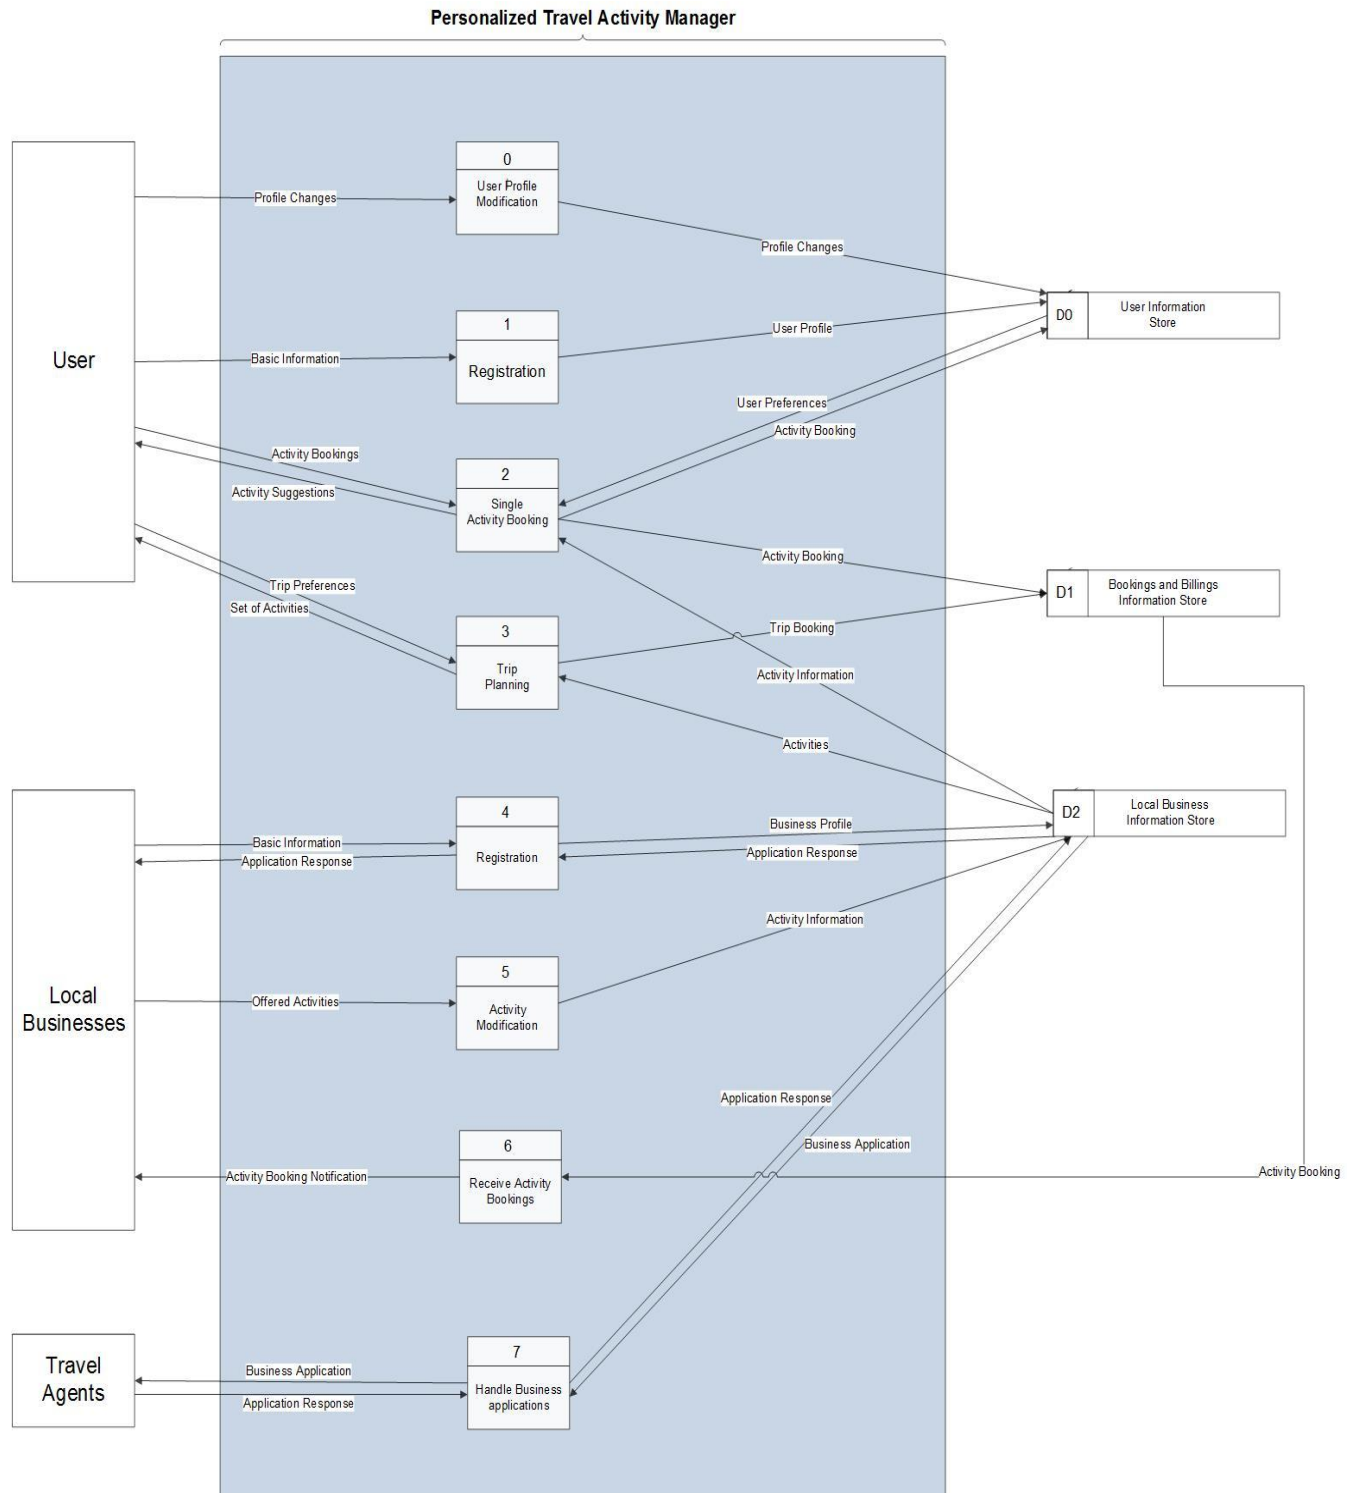 Personalized Travel Activity Manager
0
User Profile
Modification
Profile Changes
Profile Changes
D0
User Information
Store
1
Registration
User Profile
User
Basic Information
User Preferences
Activity Booking
Activity Bookings
2
Single
Activity Booking
Activity Suggestions
Activity Booking
D1
Bookings and Billings
Information Store
Trip Preferences
Set of Activities
3
Trip
Planning
Trip Booking
Activity Information
Activities
D2
Local Business
Information Store
4
Registration
Business Profile
Basic Information
Application Response
Application Response
Activity Information
5
Activity
Modification
Local
Businesses
Offered Activities
Application Response
Business Application
6
Receive Activity
Bookings
Activity Booking Notification
Activity Booking
7
Handle Business
applications
Travel
Agents
Business Application
Application Response